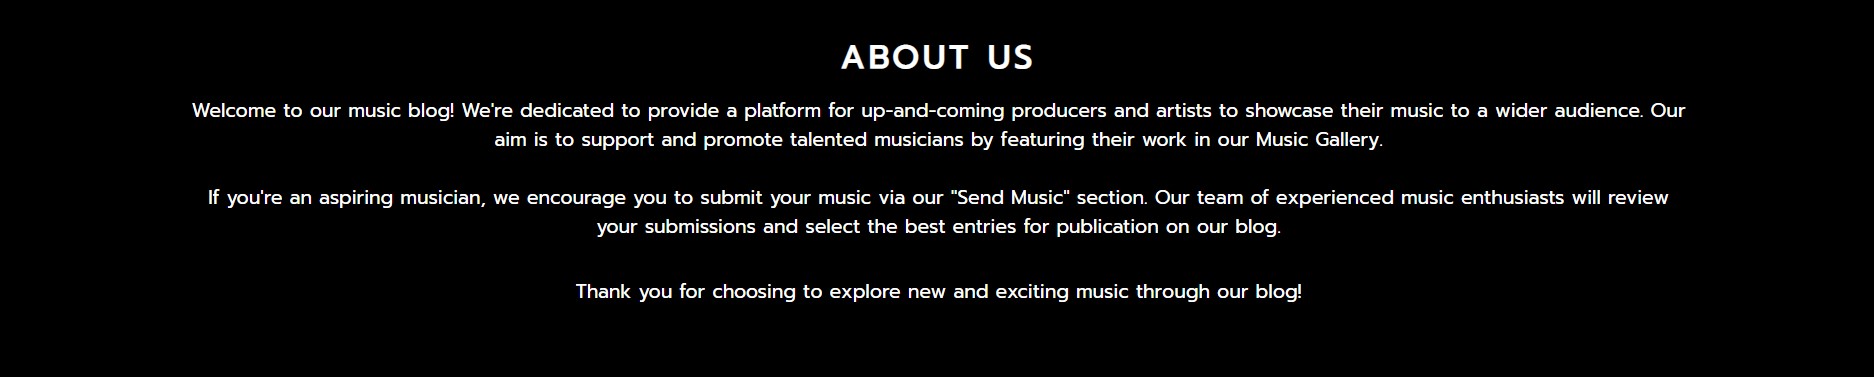 ABOUT US
Welcome to our music blog! We're dedicated to provide a platform for up-and-coming producers and artists to showcase their music to a wider audience. Our
aim is to support and promote talented musicians by featuring their work in our Music Gallery.
If you're an aspiring musician, we encourage you to submit your music via our "Send Music" section. Our team of experienced music enthusiasts will review
your submissions and select the best entries for publication on our blog.
Thank you for choosing to explore new and exciting music through our blog!